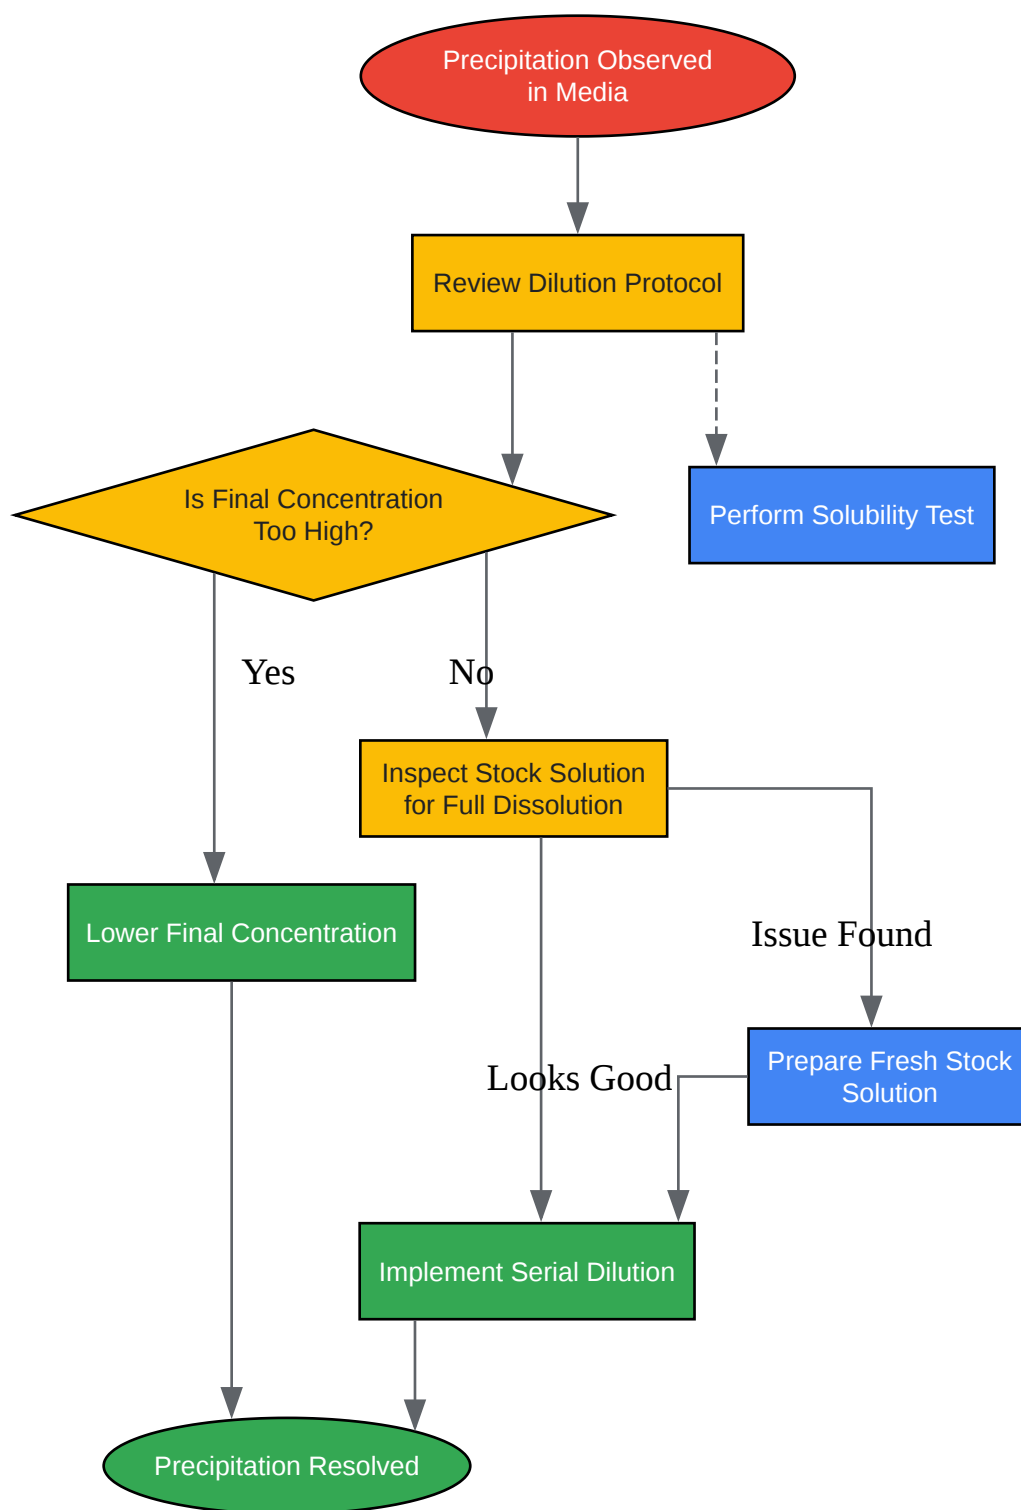 Precipitation Observed
in Media
Review Dilution Protocol
Is Final Concentration
Too High?
Perform Solubility Test
Yes
No
Inspect Stock Solution
for Full Dissolution
Lower Final Concentration
Issue Found
Prepare Fresh Stock
Solution
Looks Good
Implement Serial Dilution
Precipitation Resolved